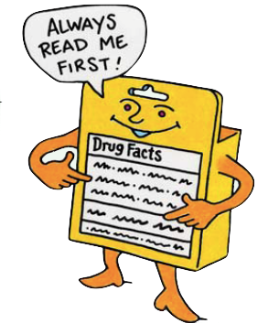 ALWAYS
READ ME
FIRST!
Drug Facts